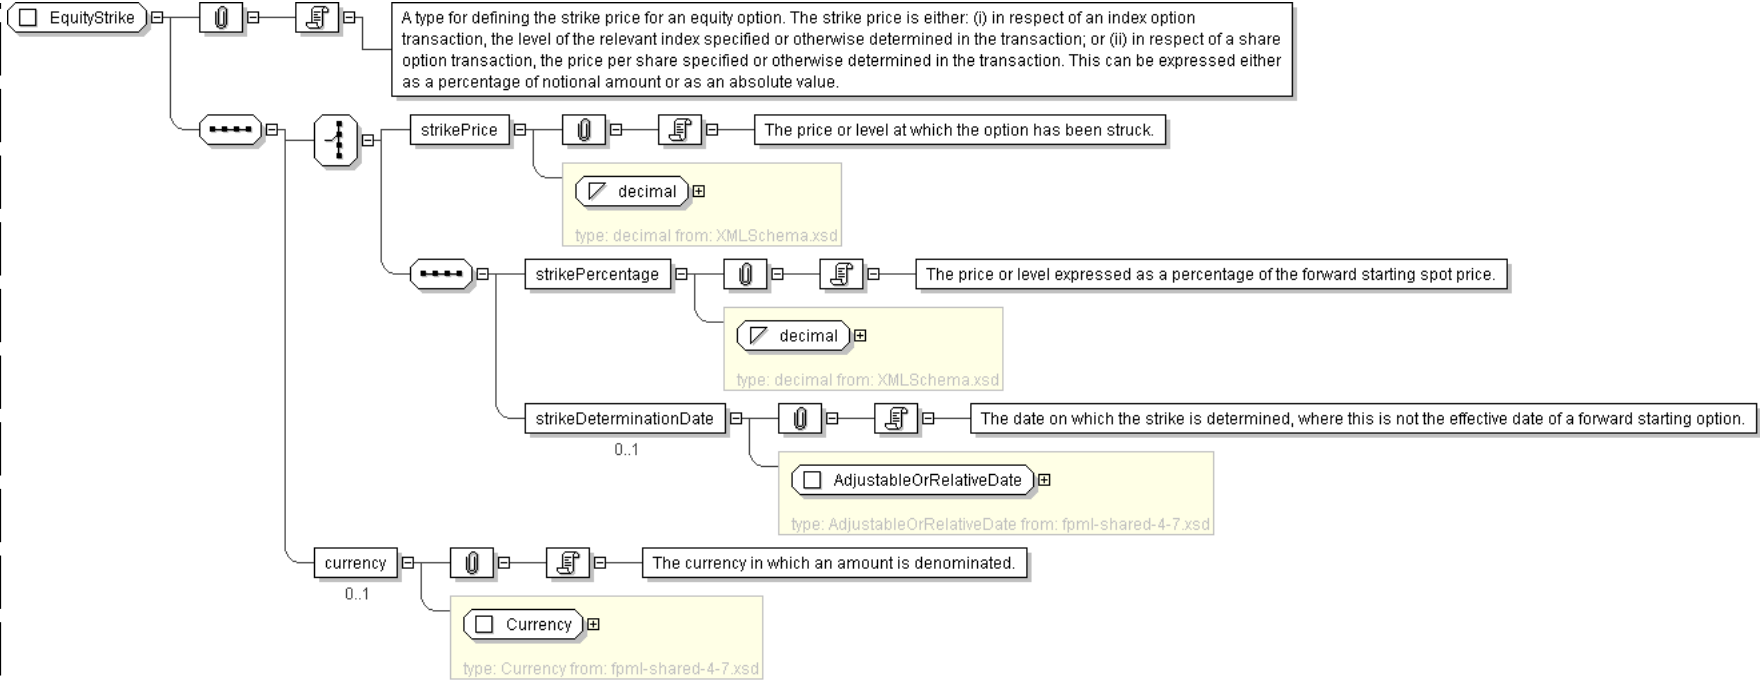 EquityStrike
A type for defining the strike price for an equity option. The strike price is either: (i) in respect of an index option
transaction, the level of the relevant index specified or otherwise determined in the transaction; or (ii) in respect of a share
option transaction, the price per share specified or otherwise determined in the transaction. This can be expressed either
as a percentage of notional amount or as an absolute value.
strikePrice
The price or level at which the option has been struck.
decimal
type: decimal from: XMLSchema.xsd
strikePercentage
The price or level expressed as a percentage of the forward starting spot price.
decimal
type: decimal from: XMLSchema.xsd
strikeDeterminationDate
The date on which the strike is determined, where this is not the effective date of a forward starting option.
0..1
AdjustableOrRelativeDate
type: AdjustableOrRelativeDate from: fpml-shared-4-7.xsd
currency
The currency in which an amount is denominated.
0..1
Currency
type: Currency from: fpml-shared-4-7.xsd